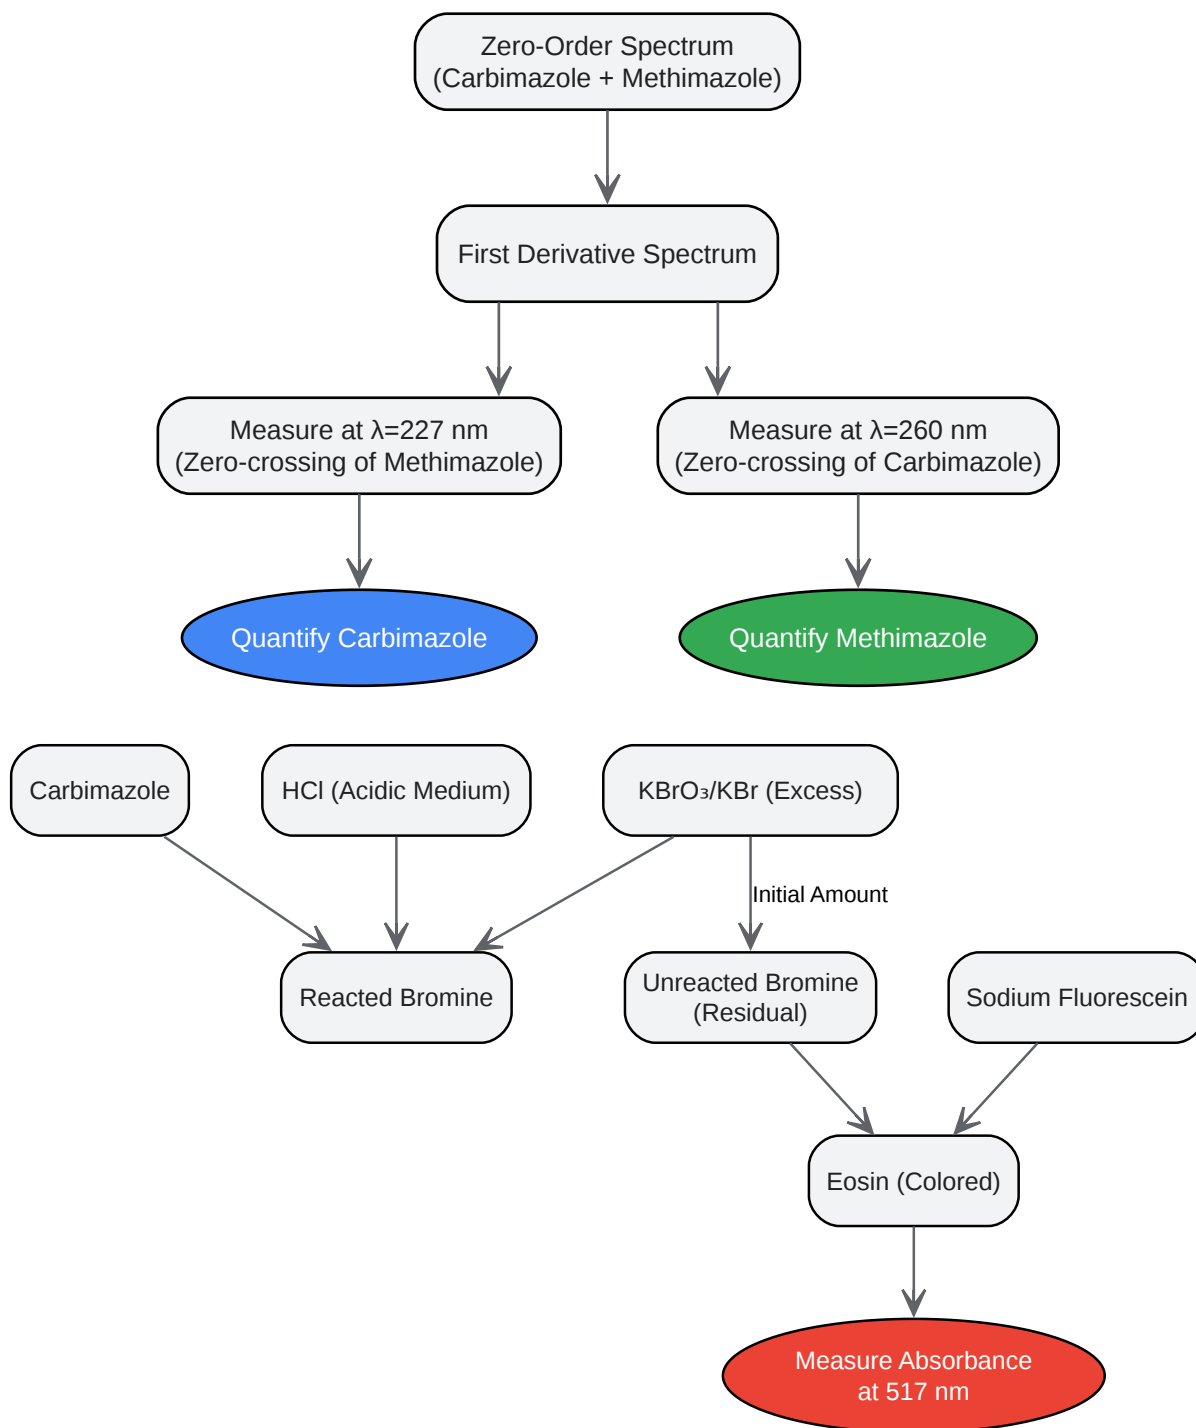 Zero-Order Spectrum
(Carbimazole + Methimazole)
First Derivative Spectrum
Measure at λ=227 nm
(Zero-crossing of Methimazole)
Measure at λ=260 nm
(Zero-crossing of Carbimazole)
Quantify Carbimazole
Quantify Methimazole
Carbimazole
HCl (Acidic Medium)
KBrO₃/KBr (Excess)
Initial Amount
Reacted Bromine
Unreacted Bromine
(Residual)
Sodium Fluorescein
Eosin (Colored)
Measure Absorbance
at 517 nm